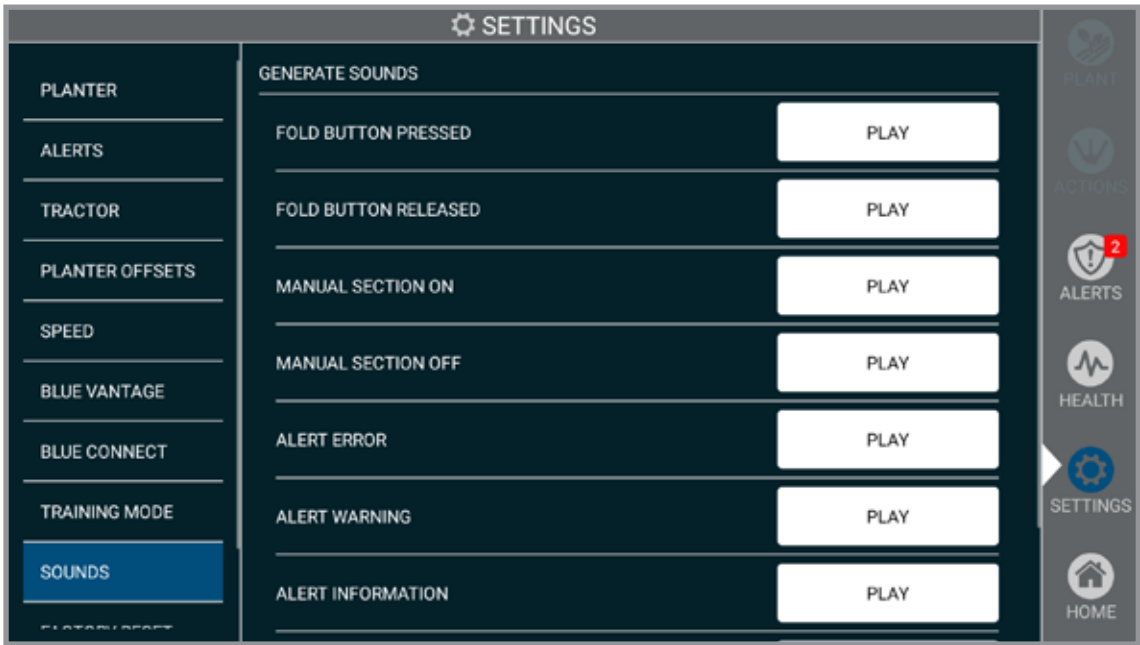 SETTINGS
PLANTER
ALERTS
TRACTOR
PLANTER OFFSETS
SPEED
BLUE VANTAGE
BLUE CONNECT
TRAINING MODE
SOUNDS
FACTORY RESET
GENERATE SOUNDS
FOLD BUTTON PRESSED PLAY
FOLD BUTTON RELEASED PLAY
MANUAL SECTION ON PLAY
MANUAL SECTION OFF PLAY
ALERT ERROR PLAY
ALERT WARNING PLAY
ALERT INFORMATION PLAY
PLANT
ACTIONS
2
ALERTS
HEALTH
SETTINGS
HOME